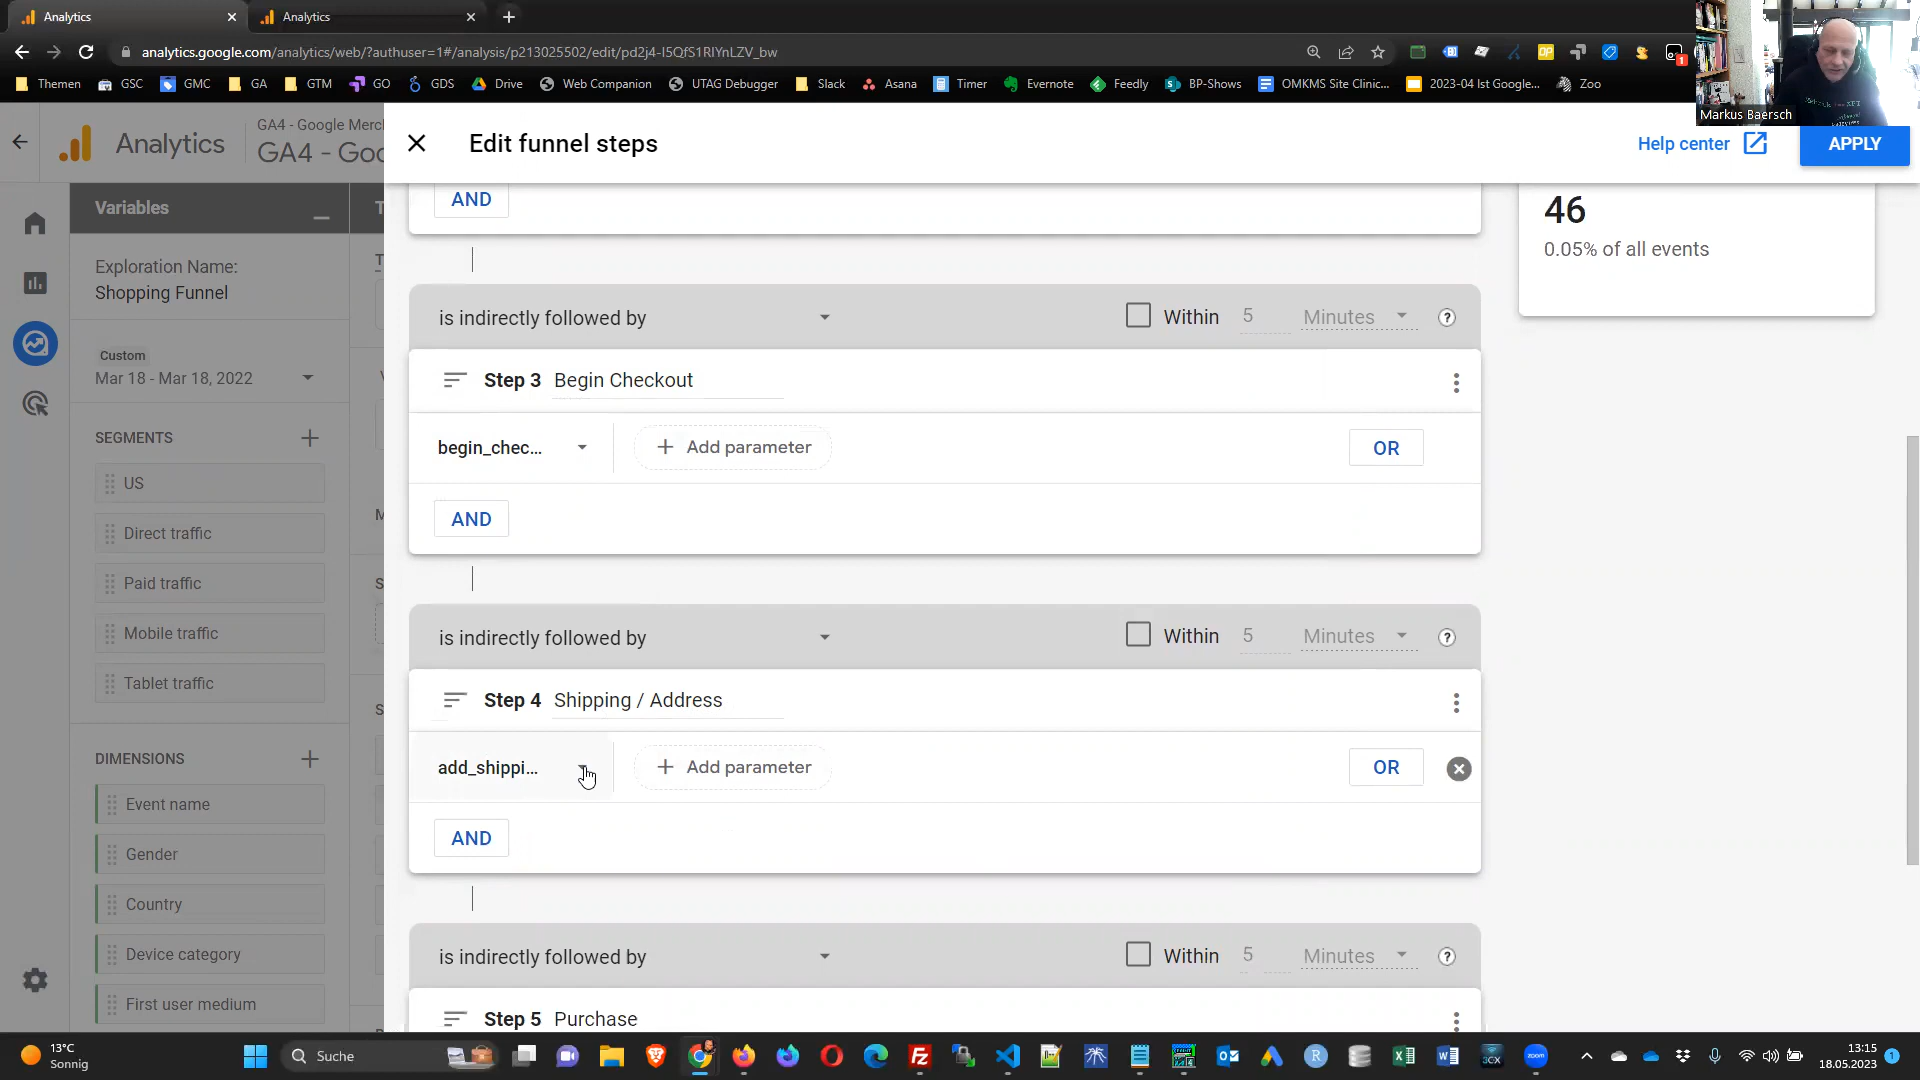 Analytics
Analytics
analytics.google.com/analytics/web/?authuser=1#/analysis/p213025502/edit/pd2j4-I5QfS1RlYnLZV_bw
Themen
GSC
GMC
GA
GTM
GO
GDS
Drive
Web Companion
UTAG Debugger
Slack
Asana
Timer
Evernote
Feedly
BP-Shows
OMKMS Site Clinic...
2023-04 Ist Google...
Zoo
Markus Baersch
Analytics
GA4 - Google Merc
GA4 - Goo
Edit funnel steps
Help center
APPLY
Variables
T
Exploration Name:
Shopping Funnel
Custom
Mar 18 - Mar 18, 2022
SEGMENTS
US
Direct traffic
Paid traffic
Mobile traffic
Tablet traffic
DIMENSIONS
Event name
Gender
Country
Device category
First user medium
AND
46
0.05% of all events
is indirectly followed by
Within 5 Minutes
Step 3 Begin Checkout
begin_chec...
+ Add parameter
OR
AND
is indirectly followed by
Within 5 Minutes
Step 4 Shipping / Address
add_shippi...
+ Add parameter
OR
AND
is indirectly followed by
Within 5 Minutes
Step 5 Purchase
13°C
Sonnig
Suche
13:15
18.05.2023